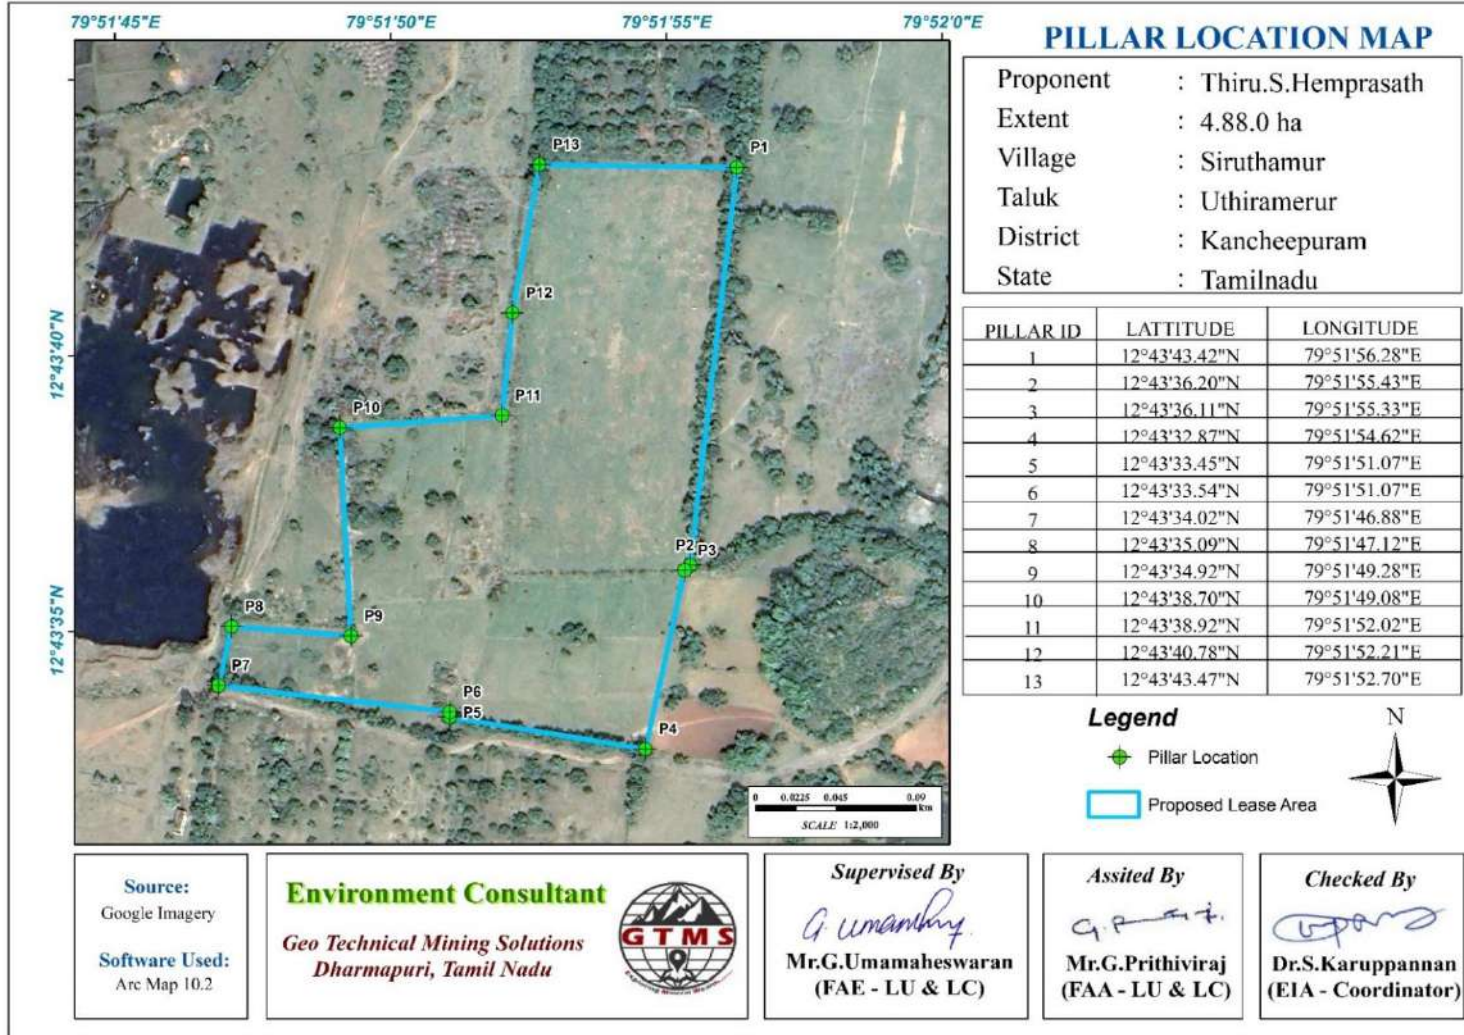 79°51'45"E 79°51'50"E 79°51'55"E 79°52'0"E
12°43'40"N
12°43'35"N
P13
P1
P12
P11
P10
P2
P3
P8
P9
P7
P6
P5
P4
0 0.0225 0.045 0.09
km
SCALE 1:2,000
PILLAR LOCATION MAP
Proponent : Thiru.S.Hemprasath
Extent : 4.88.0 ha
Village : Siruthamur
Taluk : Uthiramerur
District : Kancheepuram
State : Tamilnadu
PILLAR ID LATTITUDE LONGITUDE
1 12°43'43.42"N 79°51'56.28"E
2 12°43'36.20"N 79°51'55.43"E
3 12°43'36.11"N 79°51'55.33"E
4 12°43'32.87"N 79°51'54.62"E
5 12°43'33.45"N 79°51'51.07"E
6 12°43'33.54"N 79°51'51.07"E
7 12°43'34.02"N 79°51'46.88"E
8 12°43'35.09"N 79°51'47.12"E
9 12°43'34.92"N 79°51'49.28"E
10 12°43'38.70"N 79°51'49.08"E
11 12°43'38.92"N 79°51'52.02"E
12 12°43'40.78"N 79°51'52.21"E
13 12°43'43.47"N 79°51'52.70"E
Legend
Pillar Location
Proposed Lease Area
N
Source:
Google Imagery
Software Used:
Arc Map 10.2
Environment Consultant
Geo Technical Mining Solutions
Dharmapuri, Tamil Nadu
GTMS
Supervised By
Mr.G.Umamaheswaran
(FAE - LU & LC)
Assited By
Mr.G.Prithiviraj
(FAA - LU & LC)
Checked By
Dr.S.Karuppannan
(EIA - Coordinator)